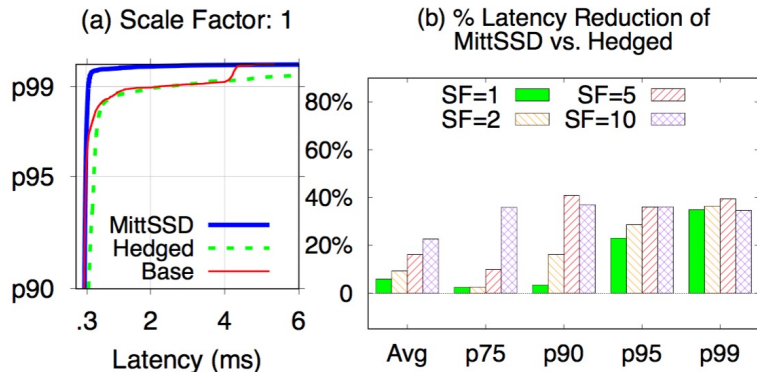 (a) Scale Factor: 1
p99
p95
p90
MittSSD
Hedged
Base
.3
2
4
6
Latency (ms)
(b) % Latency Reduction of
MittSSD vs. Hedged
80%
60%
40%
20%
0
SF=1
SF=5
SF=2
SF=10
Avg
p75
p90
p95
p99